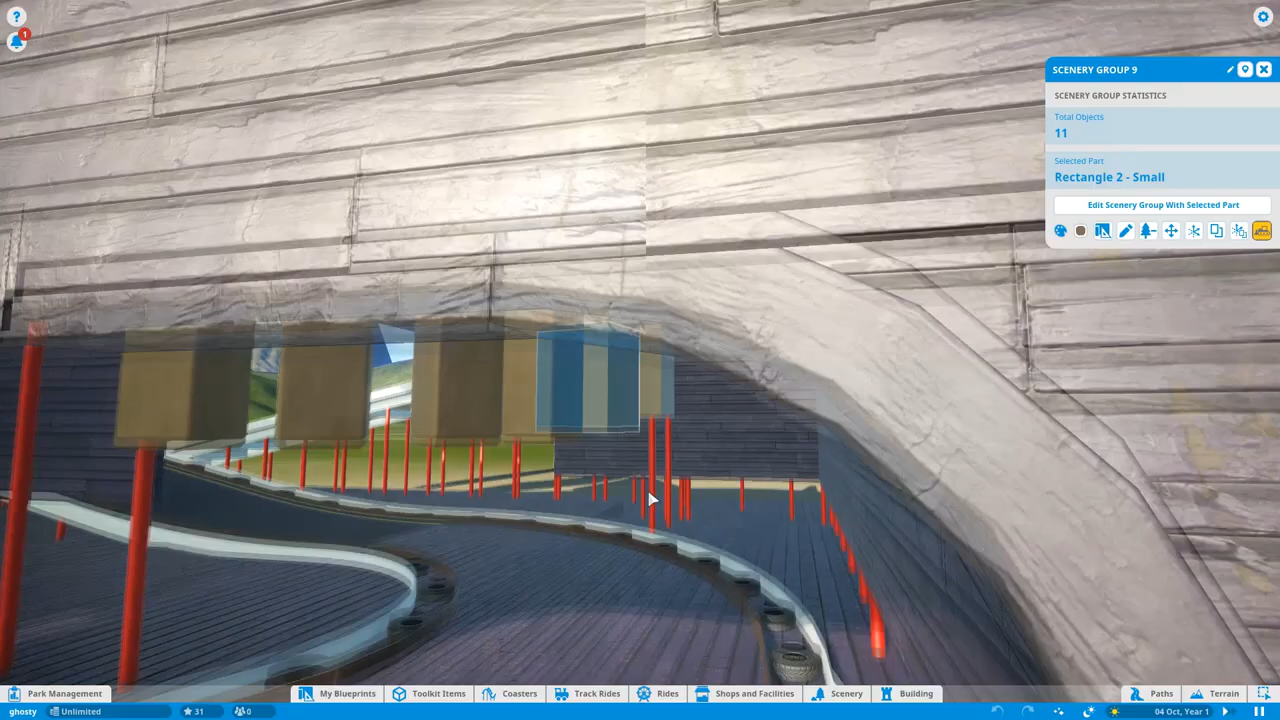 ?
1
SCENERY GROUP 9
SCENERY GROUP STATISTICS
Total Objects
11
Selected Part
Rectangle 2 - Small
Edit Scenery Group With Selected Part
Park Management
My Blueprints
Toolkit Items
Coasters
Track Rides
Rides
Shops and Facilities
Scenery
Building
Paths
Terrain
ghosty
Unlimited
31
0
04 Oct, Year 1